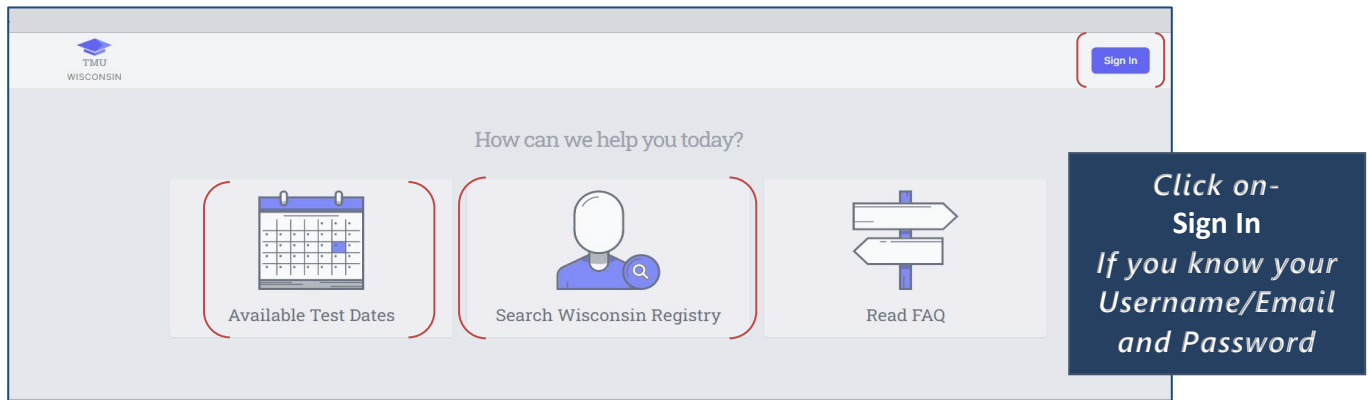 TMU
WISCONSIN
Sign In
How can we help you today?
Available Test Dates
Search Wisconsin Registry
Read FAQ
Click on-
Sign In
If you know your
Username/Email
and Password